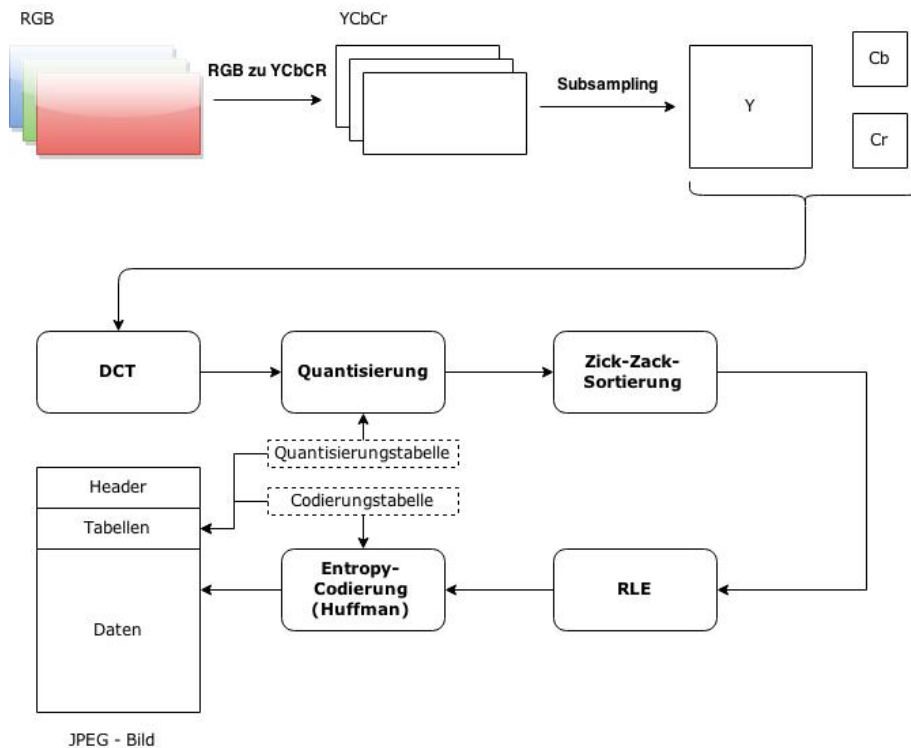 RGB
YCbCr
RGB zu YCbCR
Subsampling
Y
Cb
Cr
DCT
Quantisierung
Zick-Zack-
Sortierung
Quantisierungstabelle
Header
Codierungstabelle
Tabellen
Entropy-
Codierung
(Huffman)
RLE
Daten
JPEG - Bild